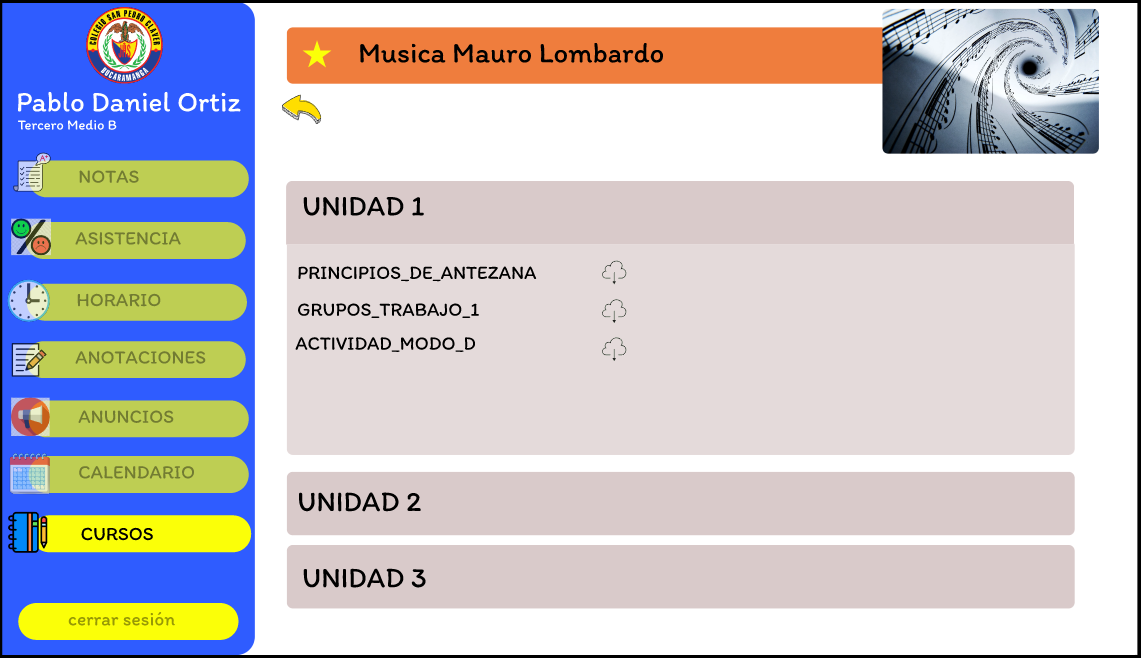 COLEGIO SAN PEDRO CLAVER
BUCARAMANGA
Pablo Daniel Ortiz
Tercero Medio B
A+
NOTAS
ASISTENCIA
HORARIO
ANOTACIONES
ANUNCIOS
CALENDARIO
CURSOS
cerrar sesión
Musica Mauro Lombardo
UNIDAD 1
PRINCIPIOS_DE_ANTEZANA
GRUPOS_TRABAJO_1
ACTIVIDAD_MODO_D
UNIDAD 2
UNIDAD 3